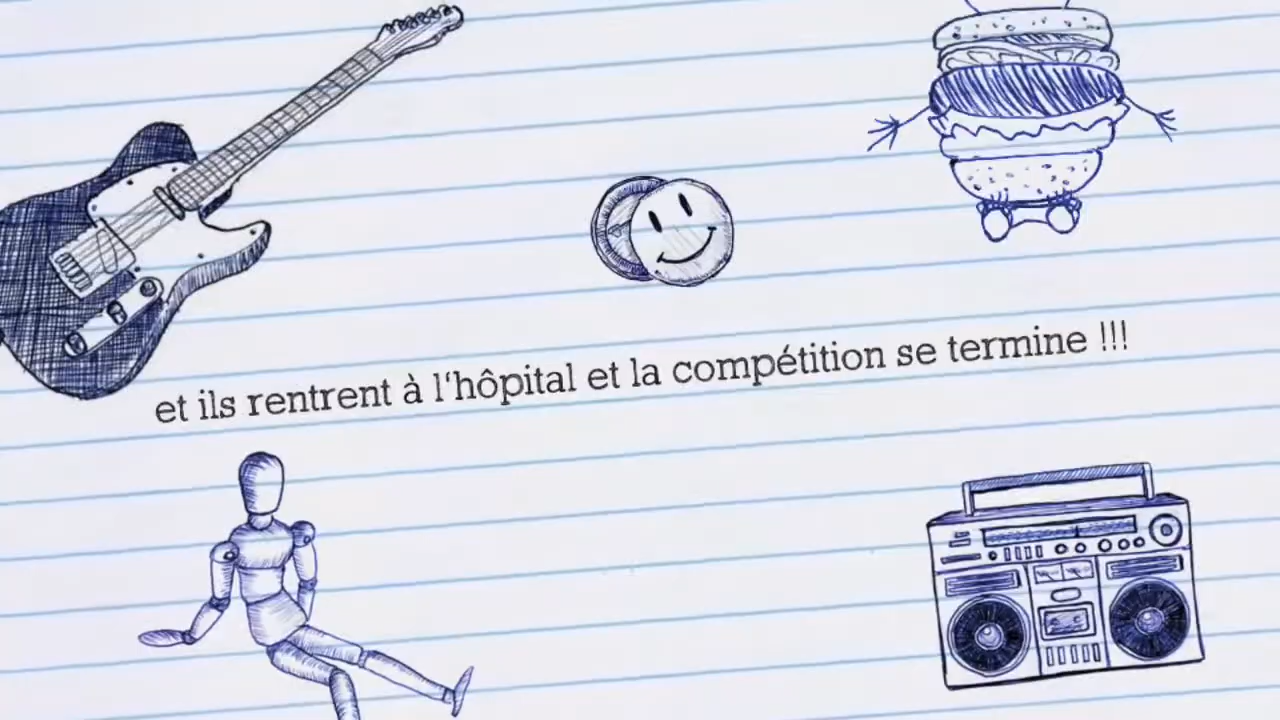 et ils rentrent à l'hôpital et la compétition se termine !!!